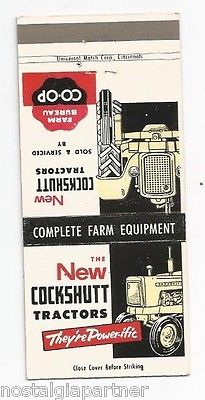 Universal Match Corp., Cincinnati
FARM
BUREAU
CO-OP
SOLD & SERVICED
BY
New
COCKSHUTT
TRACTORS
COMPLETE FARM EQUIPMENT
THE
New
COCKSHUTT
TRACTORS
They're Power-ific
Close Cover Before Striking
nostalgiapartner